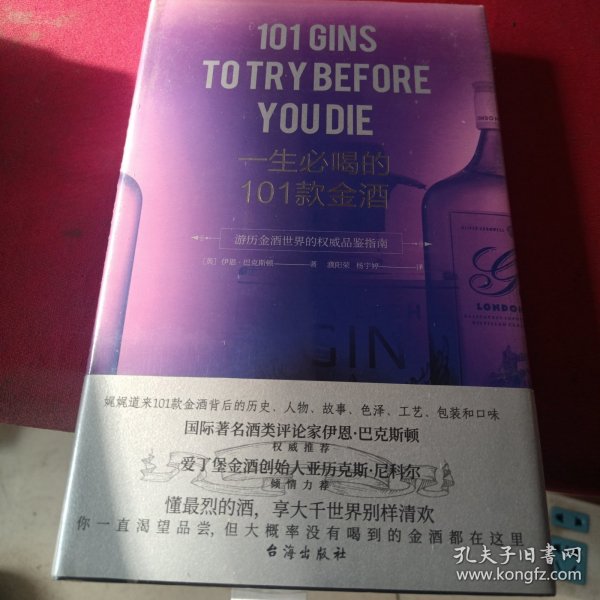 101 GINS
TO TRY BEFORE
YOU DIE
一生必喝的
101款金酒
游历金酒世界的权威品鉴指南
[英] 伊恩·巴克斯顿 著 濮阳荣 杨宇婷 译
LONDON
GIN
娓娓道来101款金酒背后的历史、人物、故事、色泽、工艺、包装和口味
国际著名酒类评论家伊恩·巴克斯顿
权威推荐
爱丁堡金酒创始人亚历克斯·尼科尔
倾情力荐
懂最烈的酒，享大千世界别样清欢
你一直渴望品尝，但大概率没有喝到的金酒都在这里
台海出版社
孔夫子旧书网
www.kongfz.com